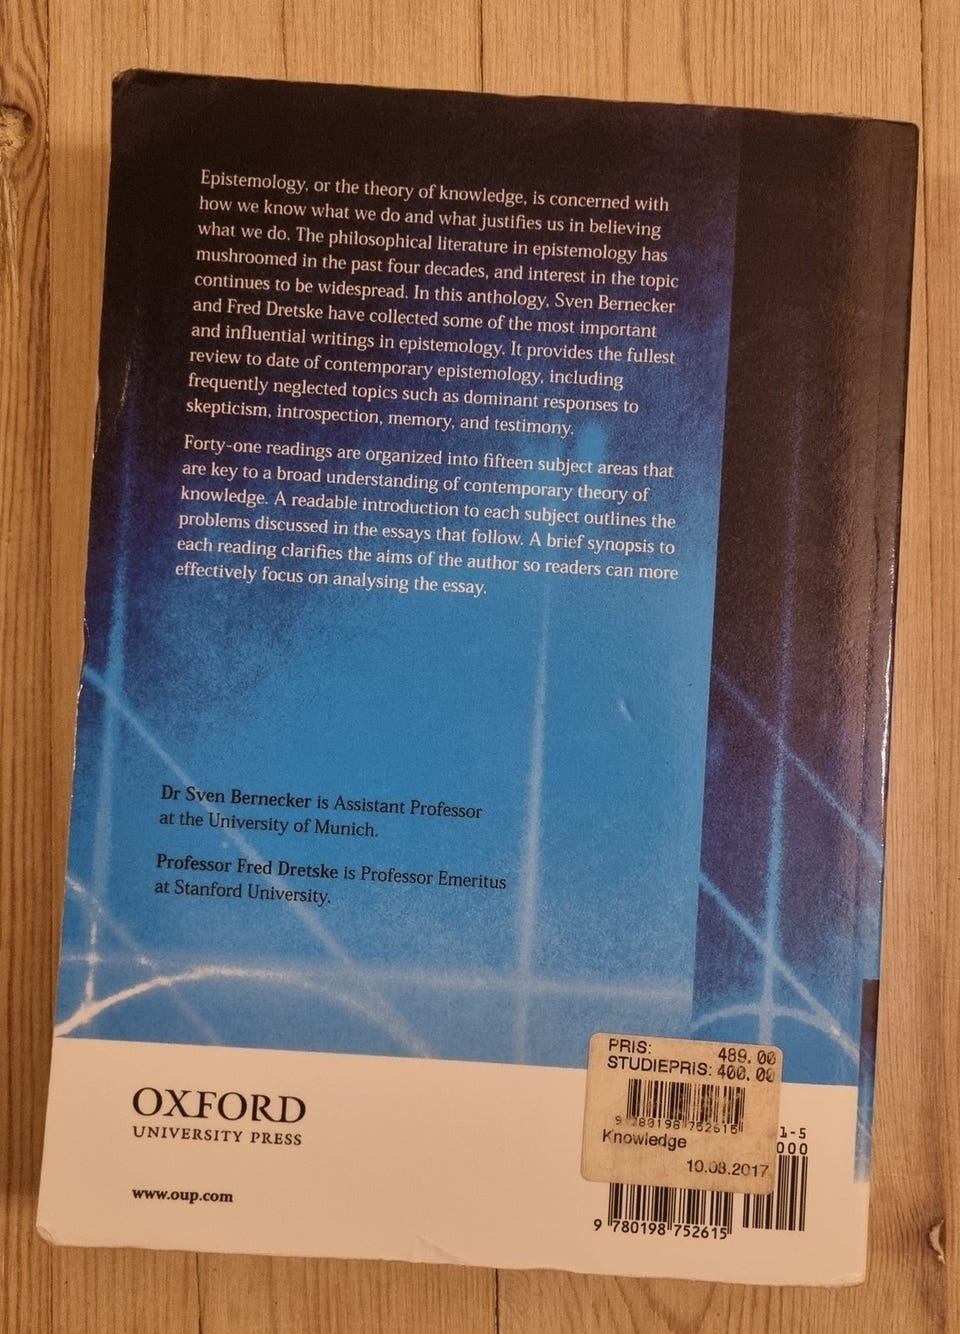 Epistemology, or the theory of knowledge, is concerned with
how we know what we do and what justifies us in believing
what we do. The philosophical literature in epistemology has
mushroomed in the past four decades, and interest in the topic
continues to be widespread. In this anthology, Sven Bernecker
and Fred Dretske have collected some of the most important
and influential writings in epistemology. It provides the fullest
review to date of contemporary epistemology, including
frequently neglected topics such as dominant responses to
skepticism, introspection, memory, and testimony.
Forty-one readings are organized into fifteen subject areas that
are key to a broad understanding of contemporary theory of
knowledge. A readable introduction to each subject outlines the
problems discussed in the essays that follow. A brief synopsis to
each reading clarifies the aims of the author so readers can more
effectively focus on analysing the essay.
Dr Sven Bernecker is Assistant Professor
at the University of Munich.
Professor Fred Dretske is Professor Emeritus
at Stanford University.
OXFORD
UNIVERSITY PRESS
www.oup.com
PRIS: 489.00
STUDIEPRIS: 400.00
9 780198 752615
Knowledge
10.08.2017
1-5
000
9 780198 752615